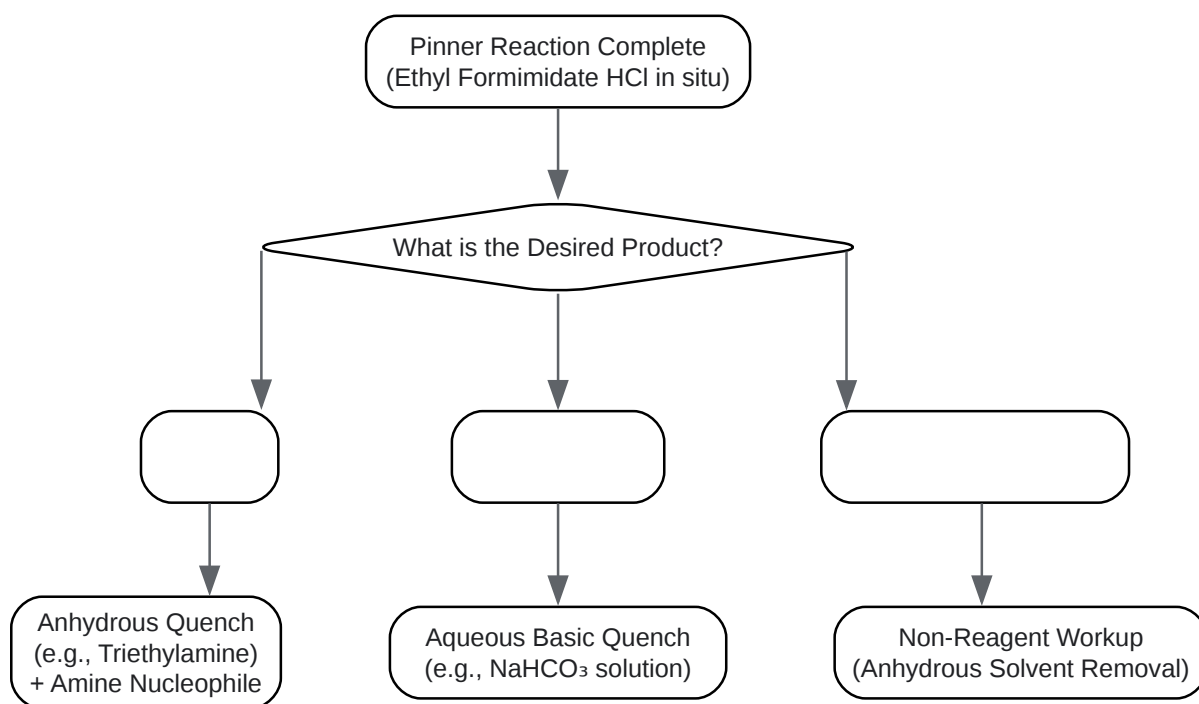 Pinner Reaction Complete
(Ethyl Formimidate HCl in situ)
What is the Desired Product?
Anhydrous Quench
(e.g., Triethylamine)
+ Amine Nucleophile
Aqueous Basic Quench
(e.g., NaHCO₃ solution)
Non-Reagent Workup
(Anhydrous Solvent Removal)